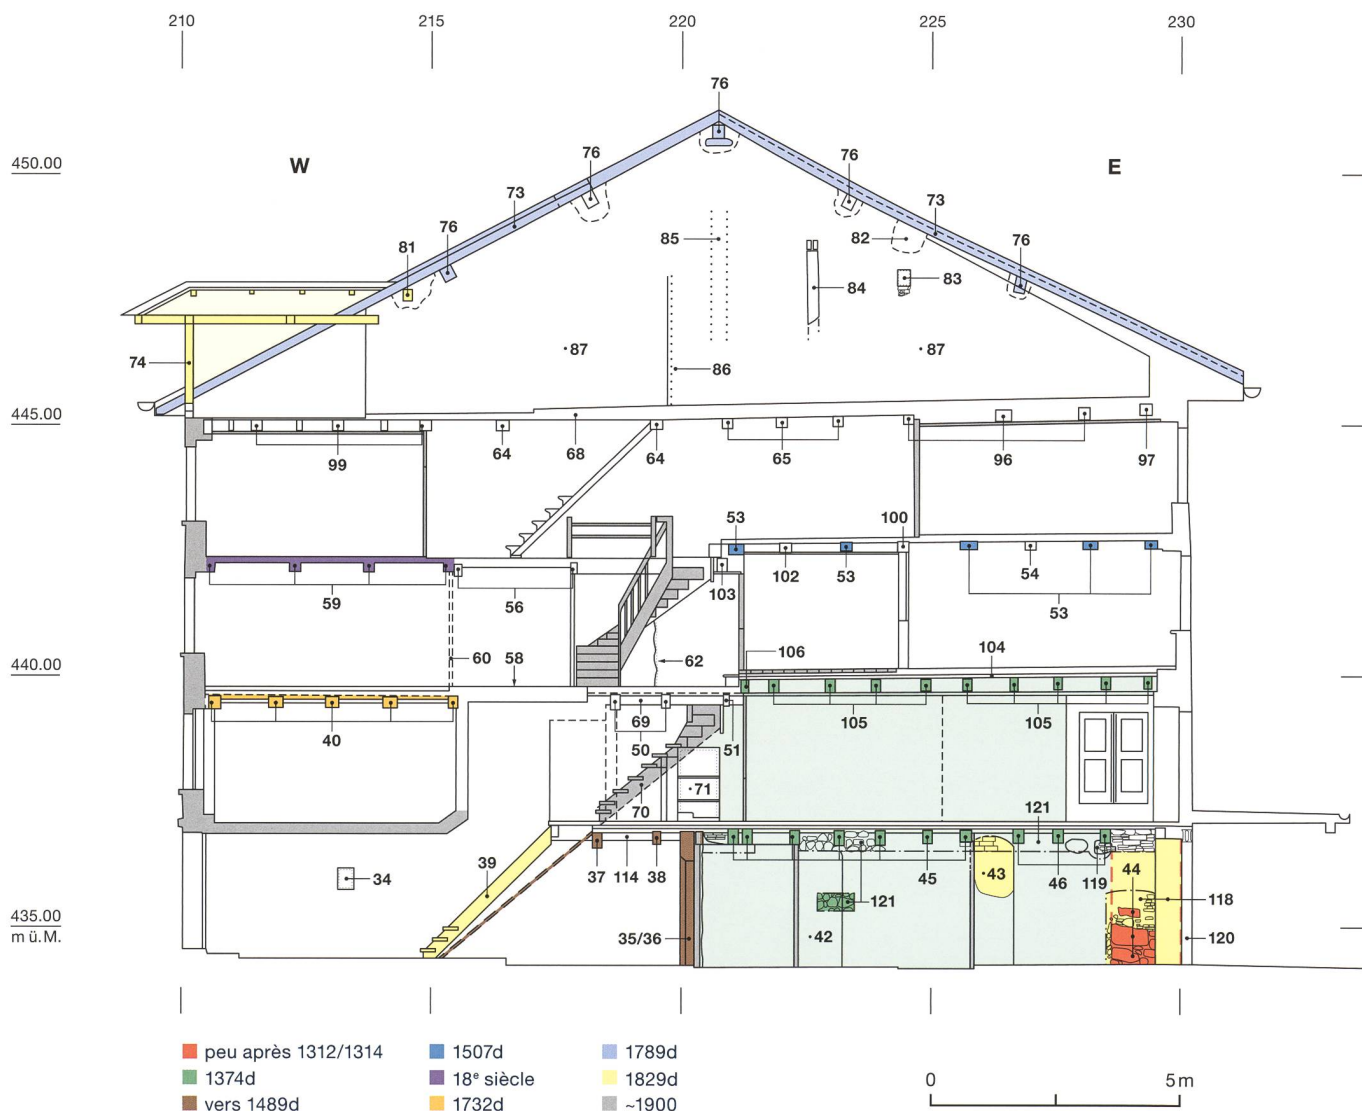 210 215 220 225 230
76
450.00 W 76 76 E
73 73
76 85 82 76
81 83
84
74 87 86 87
445.00
99 64 68 64 65 96 97
53 100
102 53 54
59 56 103 53
106 104
440.00 60 58 62
69 105 105
40 50 51
71
70 121
39 37 114 38 45 46 119 44
34 43
121 118
435.00
m ü.M. 35/36 42 120
peu après 1312/1314 1507d 1789d
1374d 18e siècle 1829d 0 5m
vers 1489d 1732d ~1900